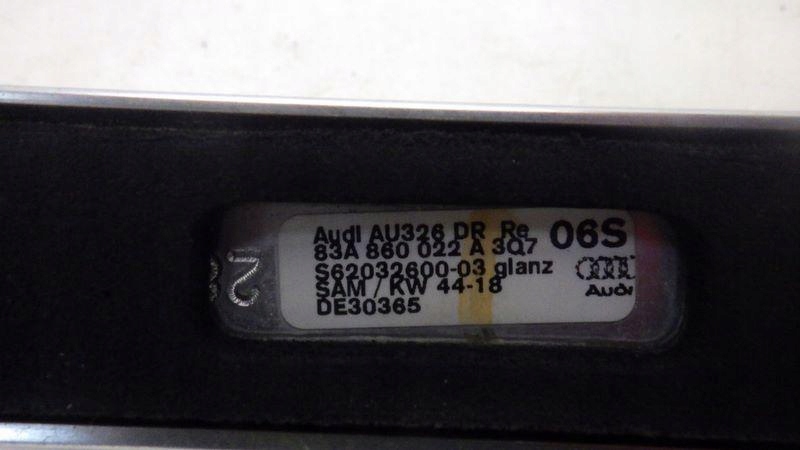 Audi AU326 DR Re 06S
83A 860 022 A 3Q7
S62032600-03 glanz
SAM / KW 44-18 Audi
DE30365